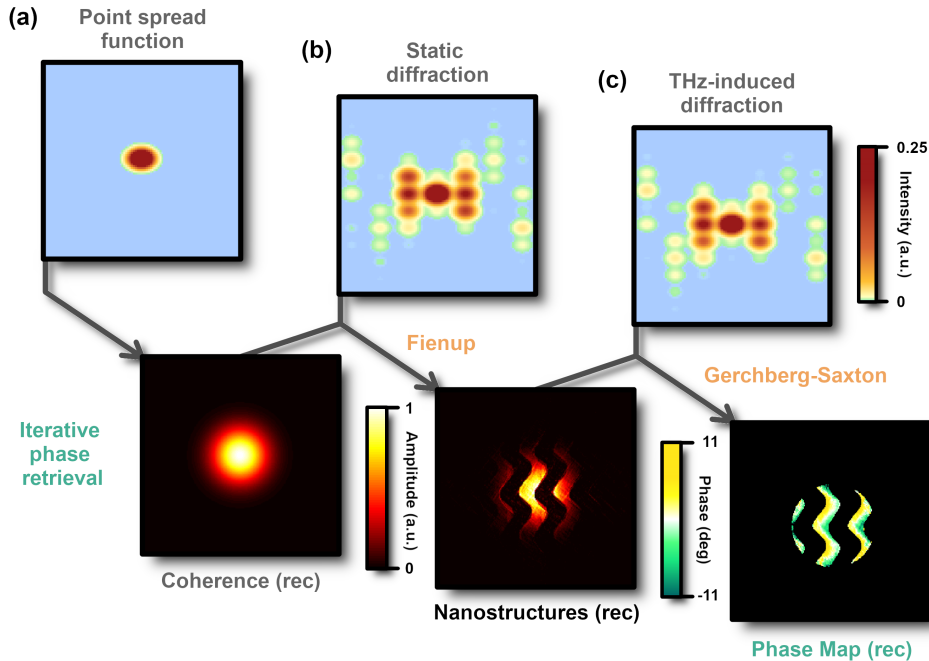 (a)
Point spread
function
(b)
Static
diffraction
(c)
THz-induced
diffraction
0.25
Intensity (a.u.)
0
Fienup
Gerchberg-Saxton
Iterative
phase
retrieval
1
Amplitude (a.u.)
0
11
Phase (deg)
-11
Coherence (rec)
Nanostructures (rec)
Phase Map (rec)